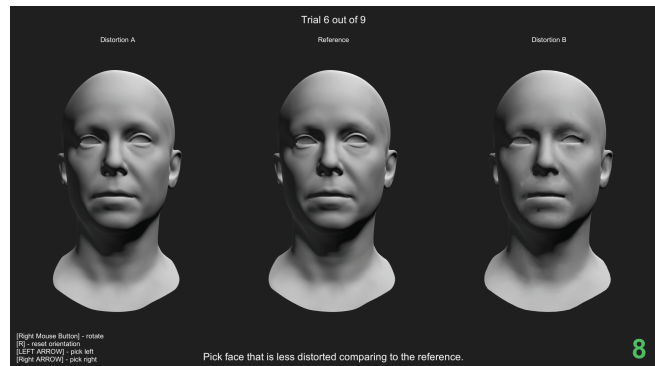 Trial 6 out of 9
Distortion A
Reference
Distortion B
[Right Mouse Button] - rotate
[R] - reset orientation
[LEFT ARROW] - pick left
[Right ARROW] - pick right
Pick face that is less distorted comparing to the reference.
8